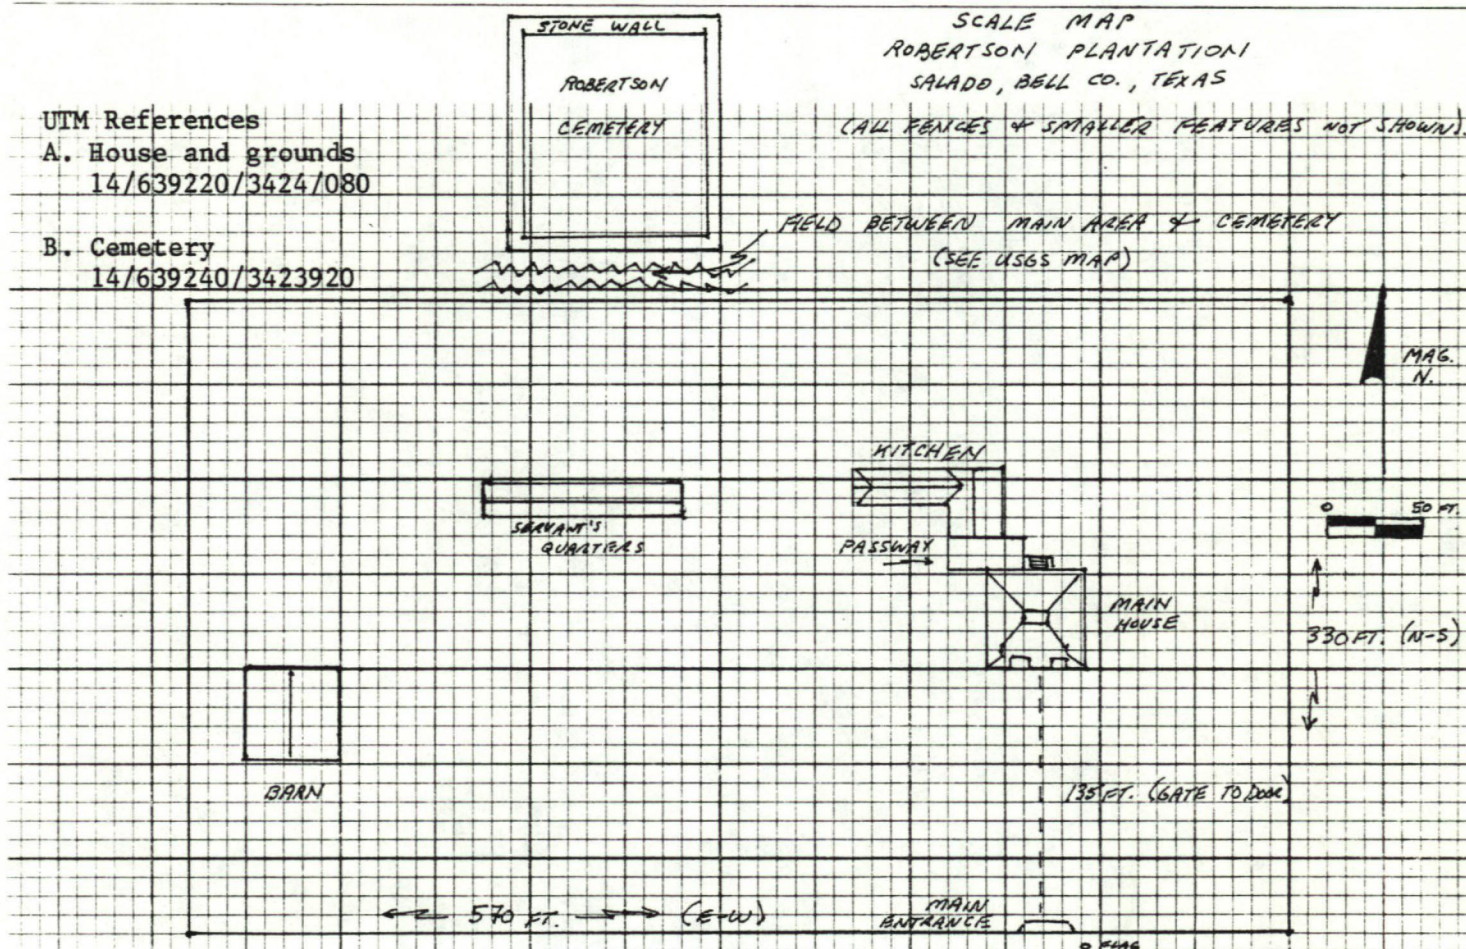 SCALE MAP
ROBERTSON PLANTATION
SALADO, BELL CO., TEXAS
(ALL FENCES & SMALLER FEATURES NOT SHOWN).
STONE WALL
ROBERTSON
CEMETERY
UTM References
A. House and grounds
14/639220/3424/080
B. Cemetery
14/639240/3423920
FIELD BETWEEN MAIN AREA & CEMETERY
(SEE USGS MAP)
MAG.
N.
KITCHEN
SERVANT'S
QUARTERS
PASSWAY
0 50 FT.
MAIN
HOUSE
330 FT. (N-S)
BARN
135 FT. (GATE TO DOOR)
570 FT. (E-W)
MAIN
ENTRANCE
FLAG